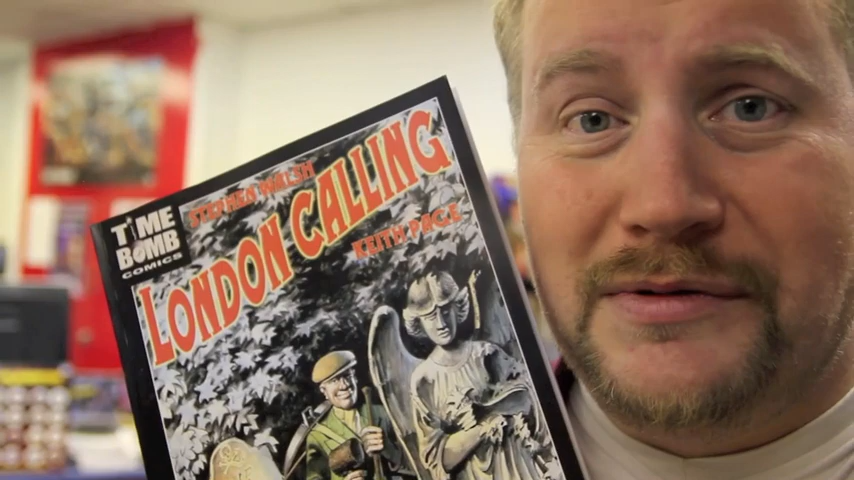 TIME
BOMB
COMICS
STEPHEN WALSH
LONDON CALLING
KEITH PAGE